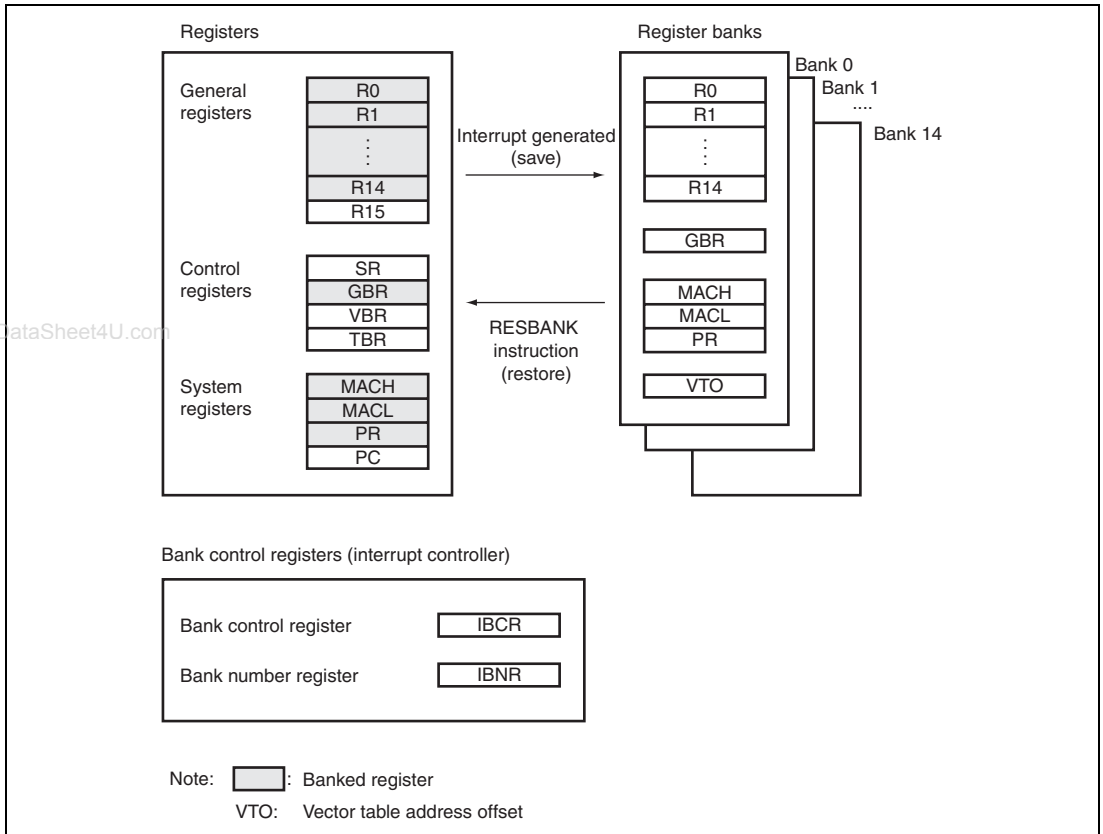 Registers
General
registers
R0
R1
⋮
R14
R15
Control
registers
SR
GBR
VBR
TBR
System
registers
MACH
MACL
PR
PC
Interrupt generated
(save)
RESBANK
instruction
(restore)
Register banks
Bank 0
Bank 1
....
Bank 14
R0
R1
⋮
R14
GBR
MACH
MACL
PR
VTO
DataSheet4U.com
Bank control registers (interrupt controller)
Bank control register IBCR
Bank number register IBNR
Note: : Banked register
VTO: Vector table address offset